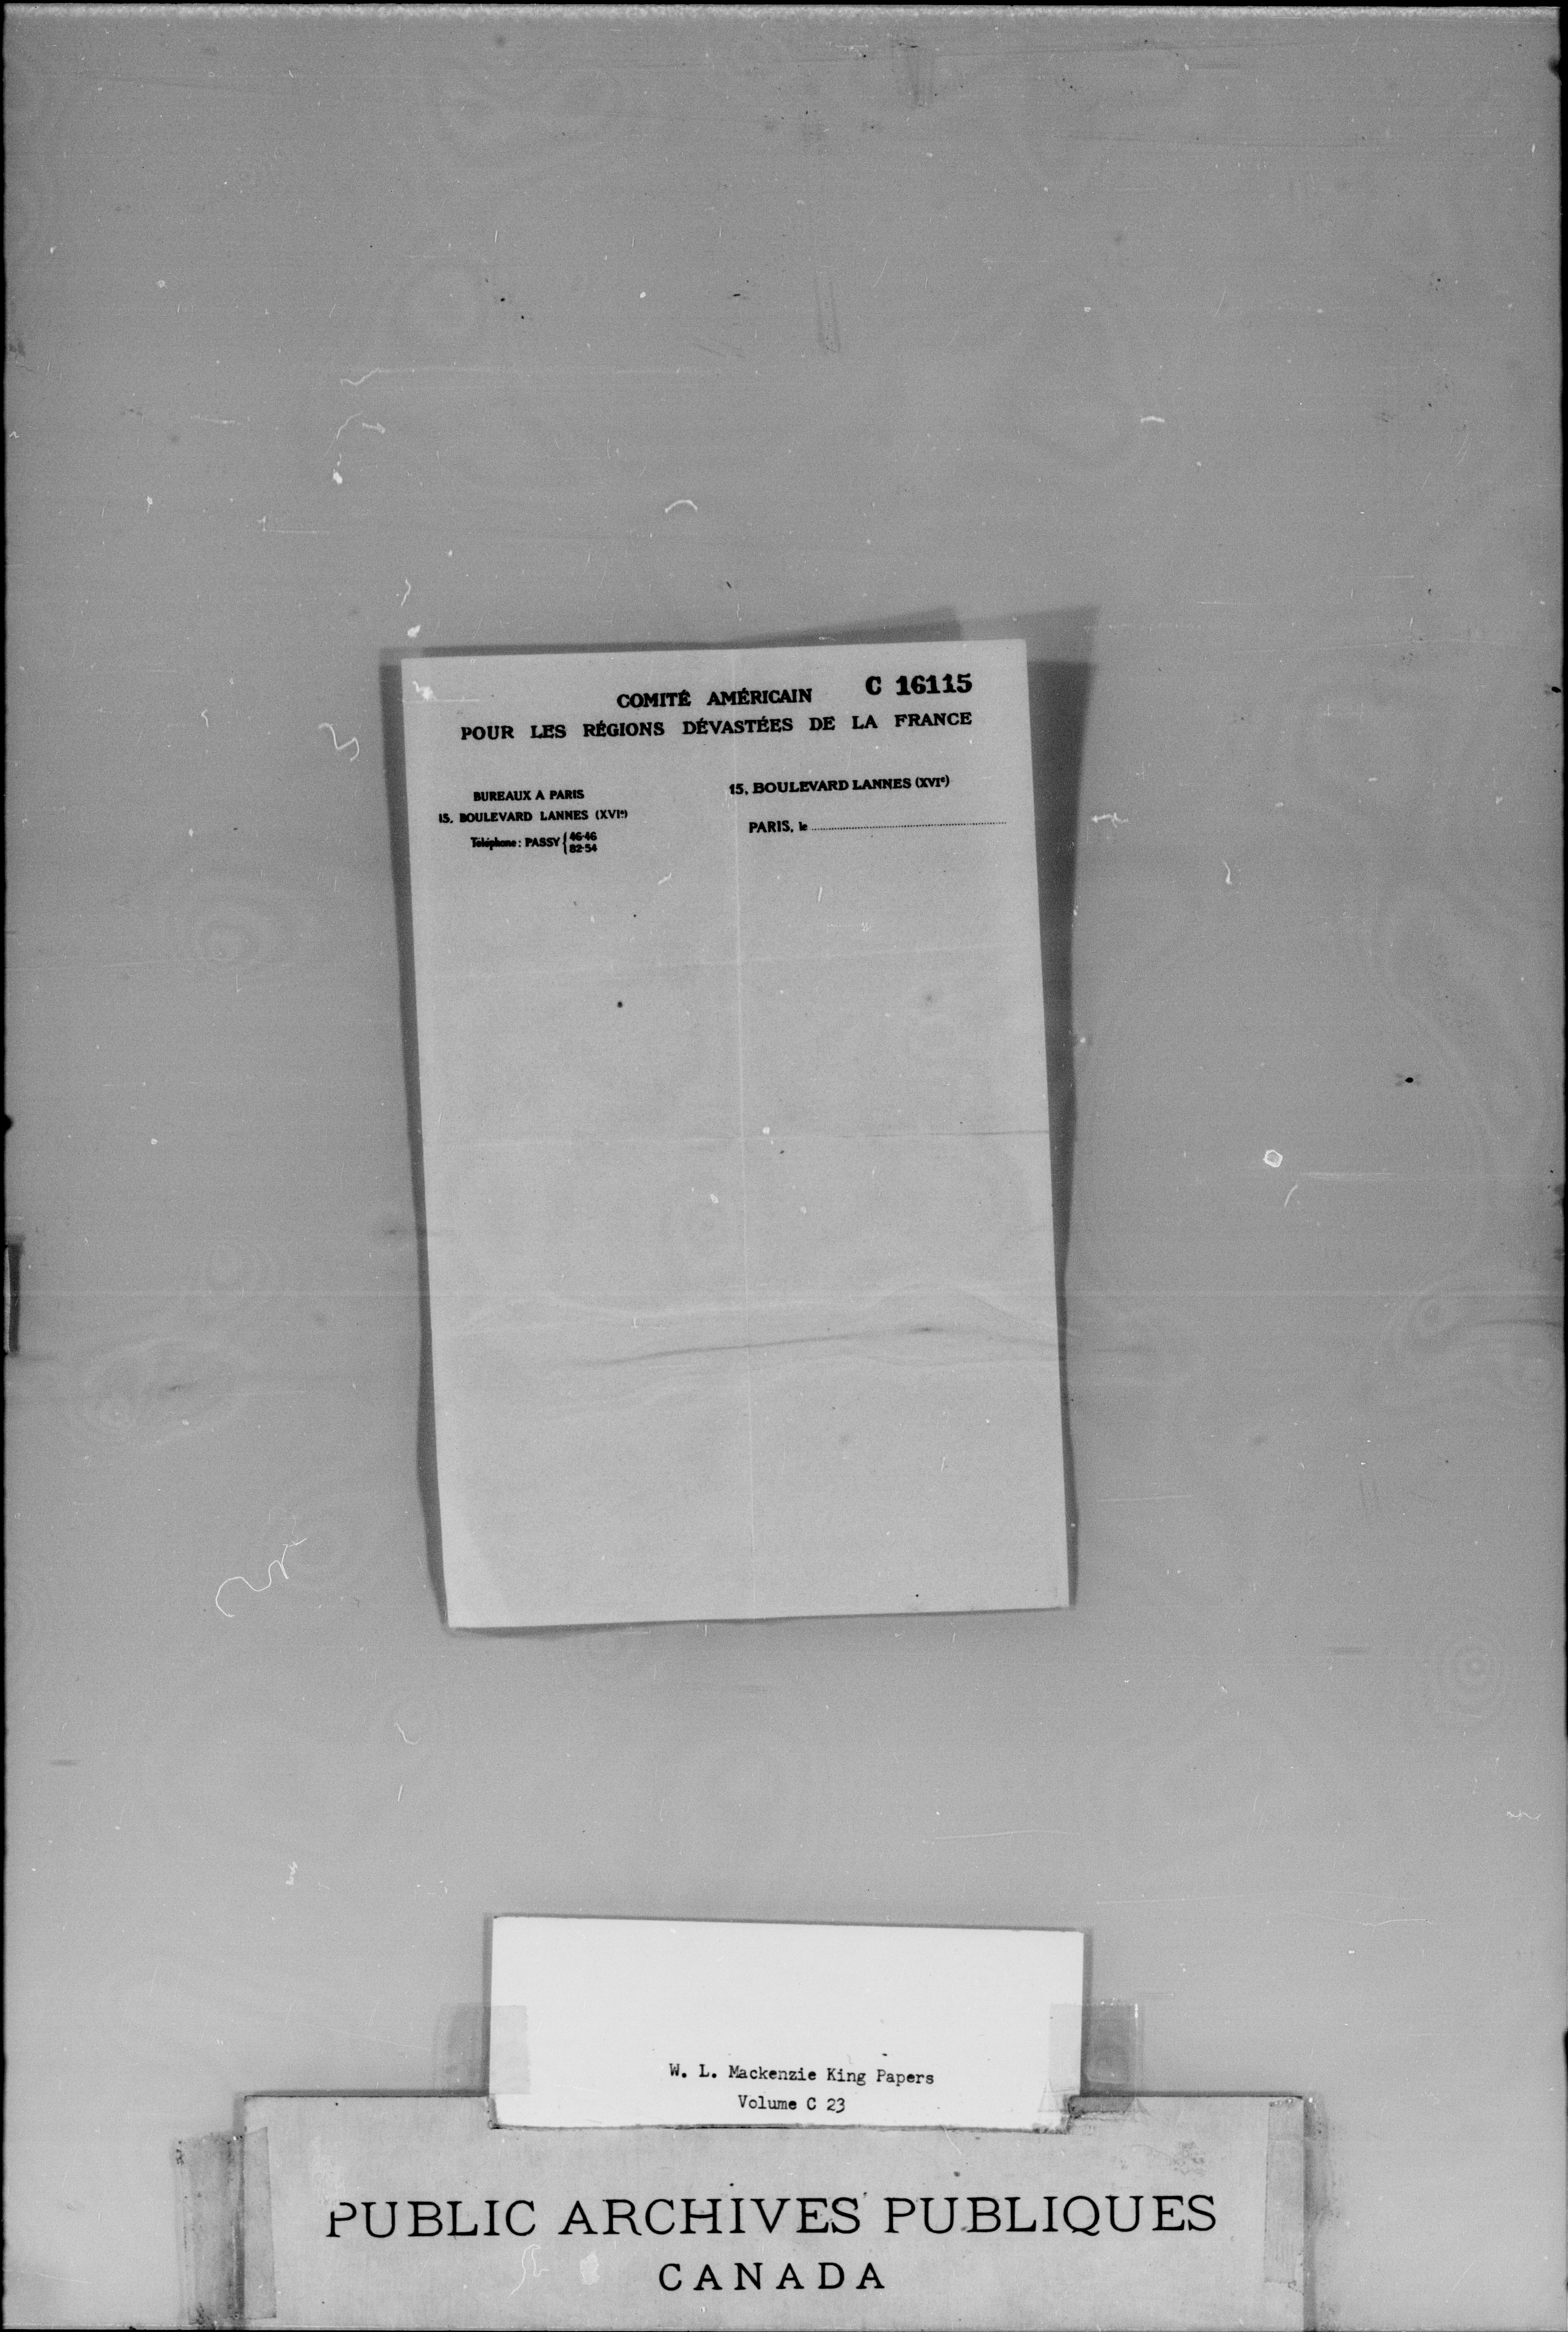 C 16115
COMITÉ AMÉRICAIN
POUR LES RÉGIONS DÉVASTÉES DE LA FRANCE
BUREAUX A PARIS
15, BOULEVARD LANNES (XVIe)
Téléphone : PASSY { 46-46
82-54
15, BOULEVARD LANNES (XVIe)
PARIS, le
W. L. Mackenzie King Papers
Volume C 23
PUBLIC ARCHIVES PUBLIQUES
CANADA